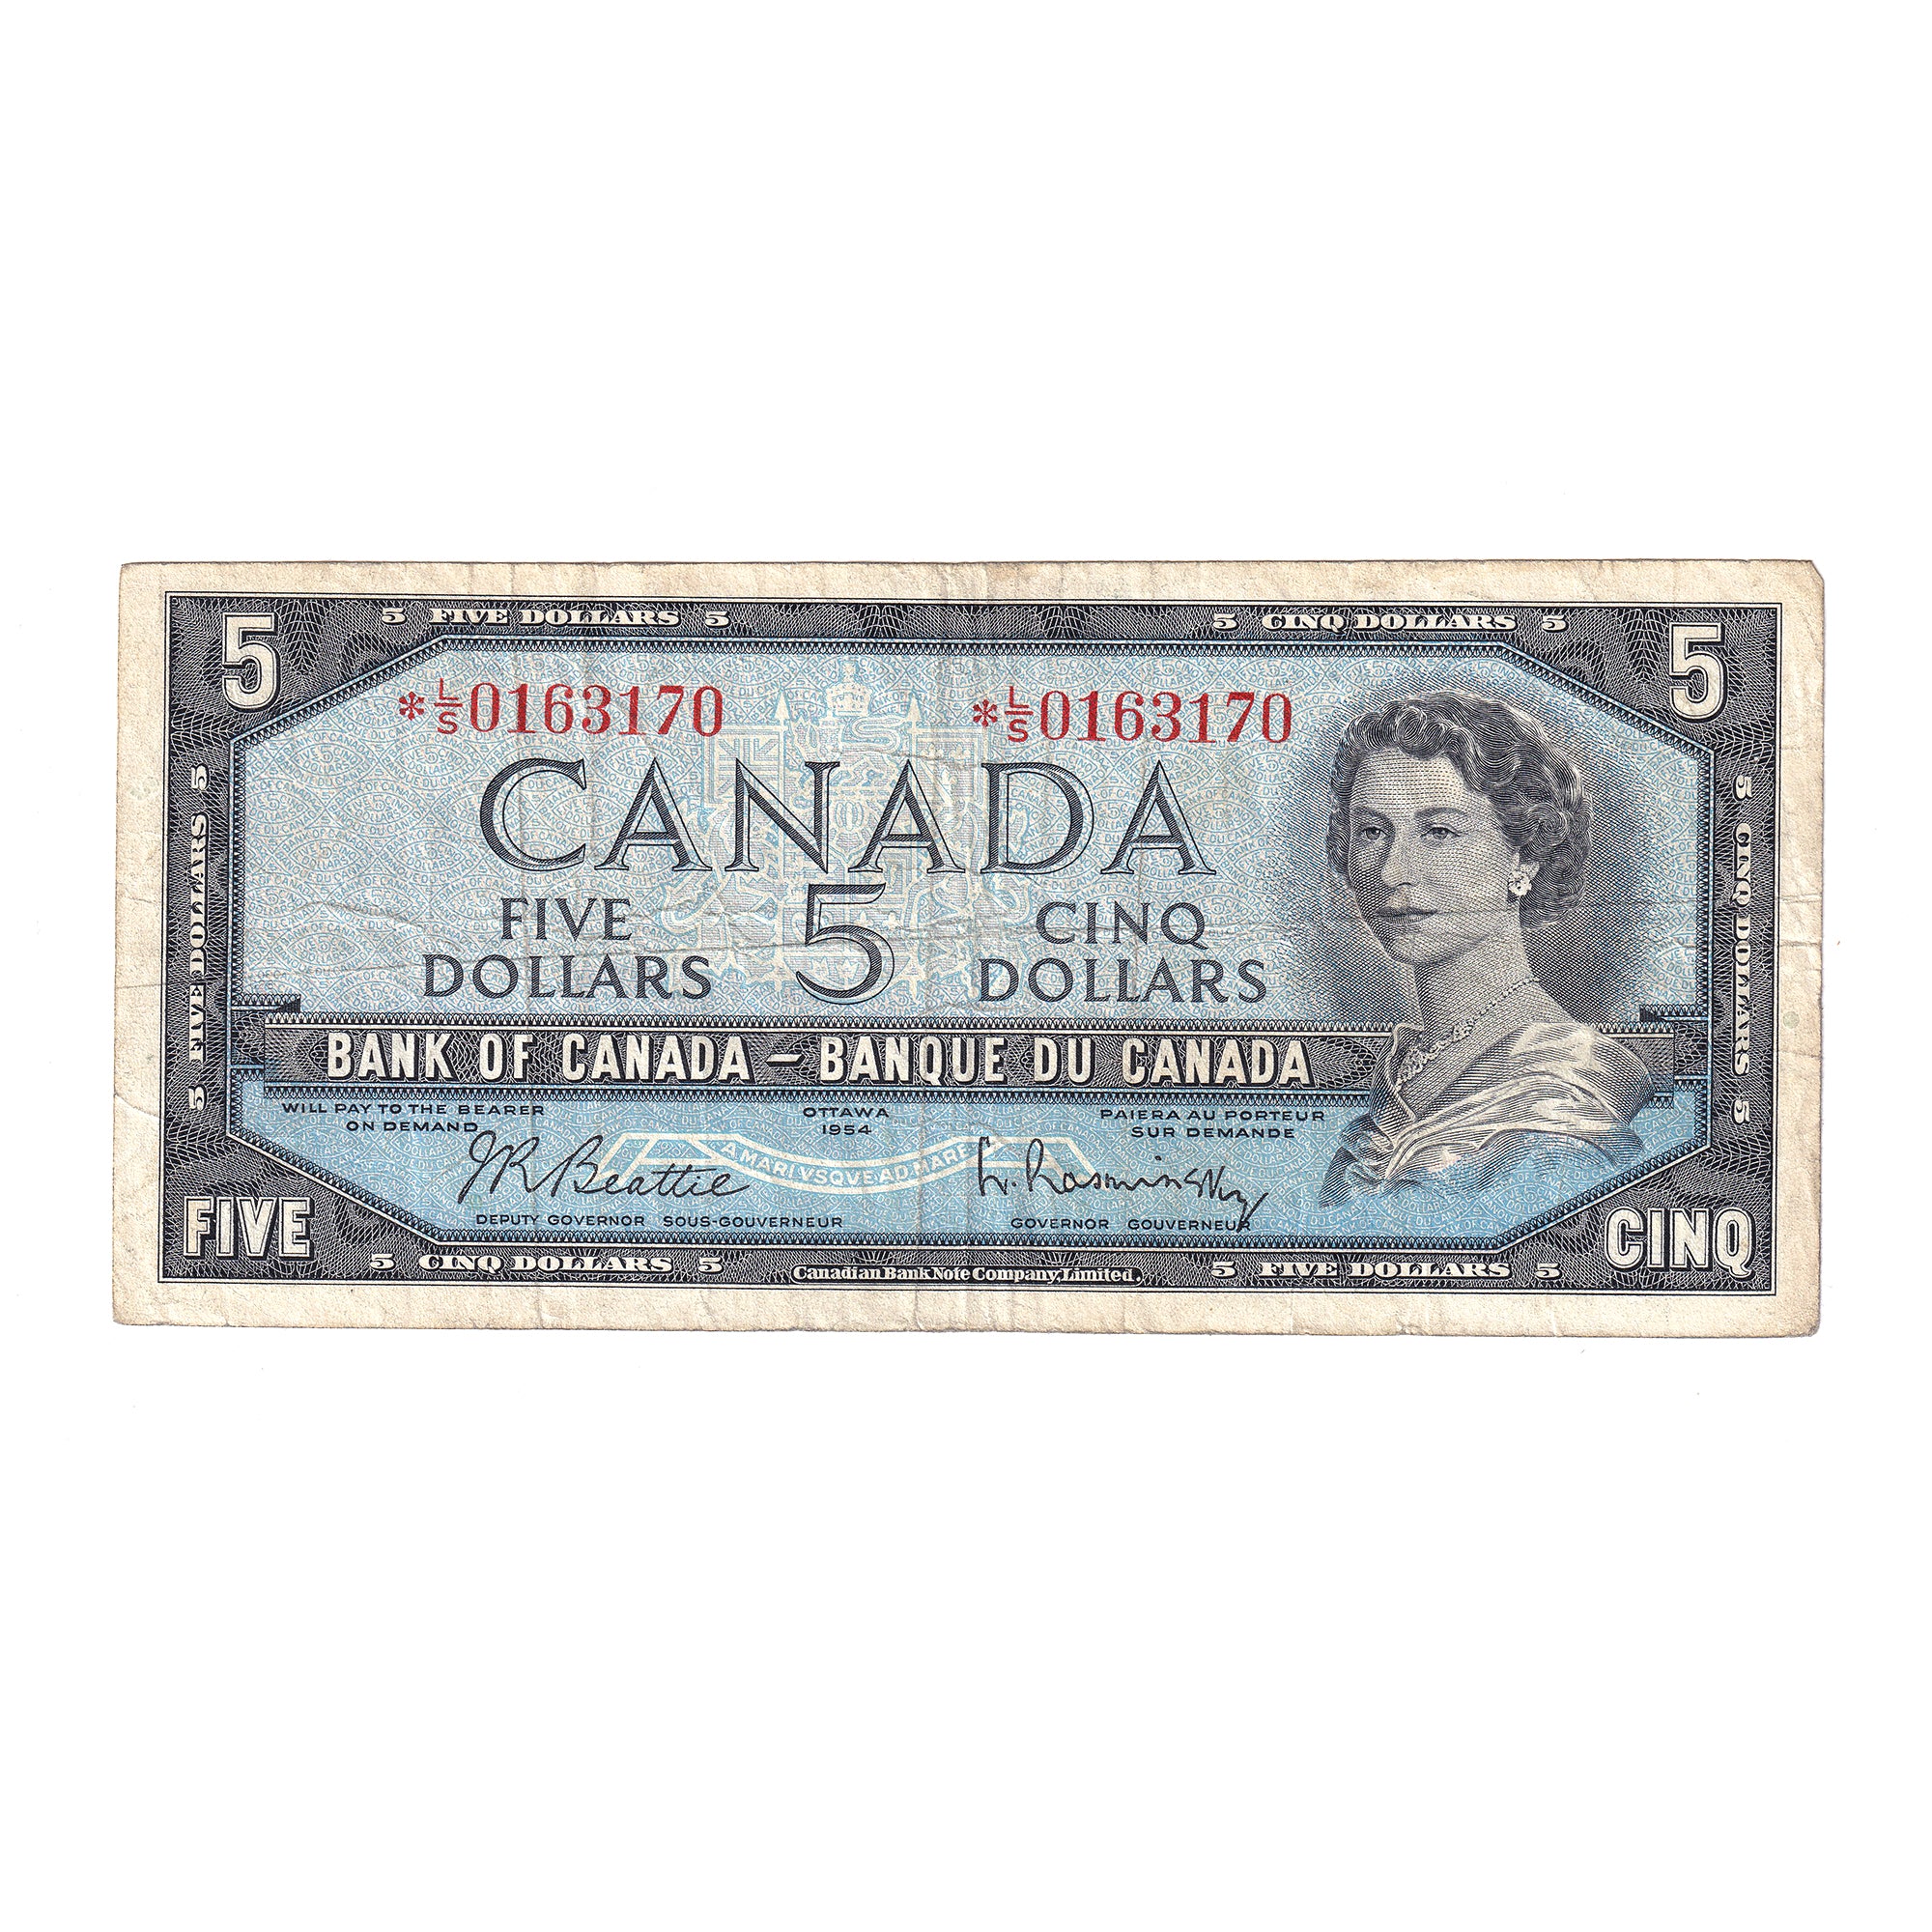 5 FIVE DOLLARS 5
5 CINQ DOLLARS 5
5
5
*L/S0163170
*L/S0163170
CANADA
FIVE
DOLLARS
5
CINQ
DOLLARS
5 FIVE DOLLARS 5
5 CINQ DOLLARS 5
BANK OF CANADA – BANQUE DU CANADA
WILL PAY TO THE BEARER
ON DEMAND
OTTAWA
1954
PAIERA AU PORTEUR
SUR DEMANDE
A MARI VSQVE AD MARE
J R Beattie
L. Rasminsky
DEPUTY GOVERNOR SOUS-GOUVERNEUR
GOVERNOR GOUVERNEUR
FIVE
CINQ
5 CINQ DOLLARS 5
Canadian Bank Note Company, Limited.
5 FIVE DOLLARS 5